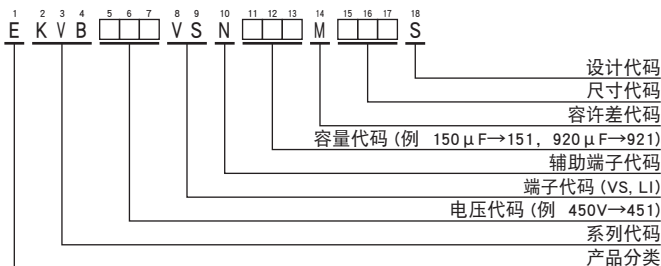 1 2 3 4 5 6 7 8 9 10 11 12 13 14 15 16 17 18
E K V B □□□ V S N □□□ M □□□ S
设计代码
尺寸代码
容许差代码
容量代码 (例 150μF→151, 920μF→921)
辅助端子代码
端子代码 (VS, LI)
电压代码 (例 450V→451)
系列代码
产品分类